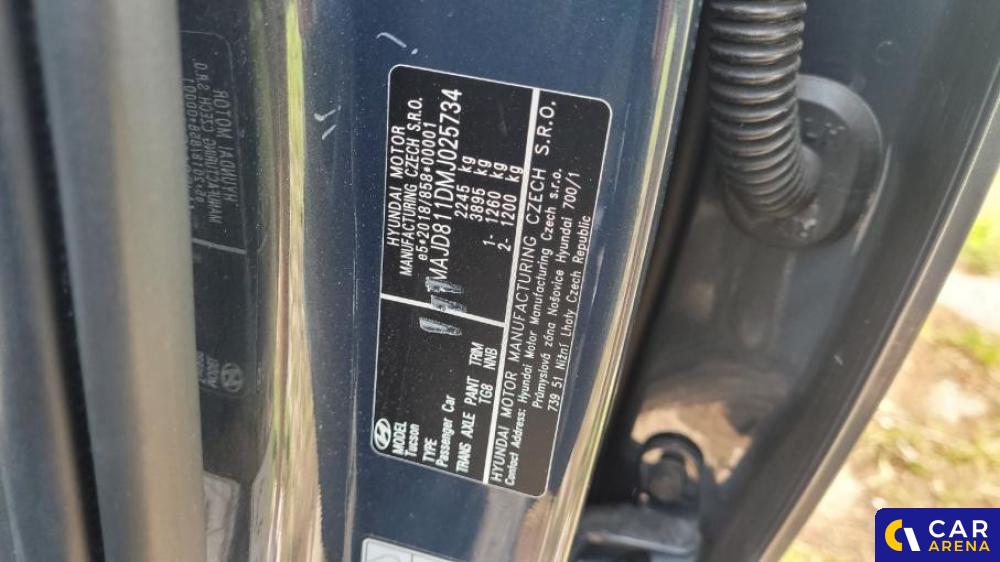 HYUNDAI MOTOR
MANUFACTURING CZECH S.R.O.
e5*2018/858*00001
TMAJD811DMJ025734
2245 kg
3895 kg
1- 1260 kg
2- 1200 kg
MODEL
Tucson
TYPE
Passenger Car
TRANS AXLE PAINT TRIM
TG8 NNB
HYUNDAI MOTOR MANUFACTURING CZECH S.R.O.
Contact Address: Hyundai Motor Manufacturing Czech s.r.o.
Průmyslová zóna Nošovice Hyundai 700/1
739 51 Nižní Lhoty Czech Republic
CAR
ARENA